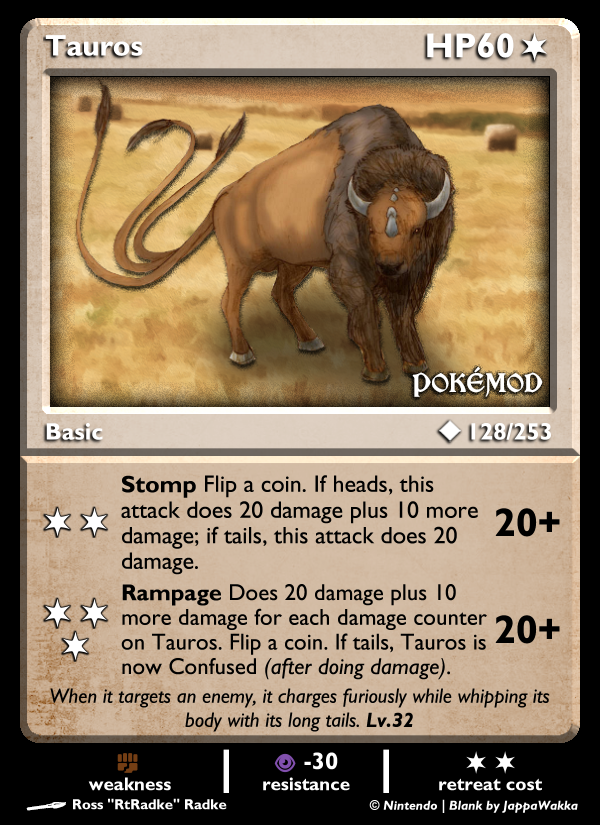 Tauros HP60
POKÉMOD
Basic 128/253
Stomp Flip a coin. If heads, this
attack does 20 damage plus 10 more
damage; if tails, this attack does 20
damage.
20+
Rampage Does 20 damage plus 10
more damage for each damage counter
on Tauros. Flip a coin. If tails, Tauros is
now Confused (after doing damage).
20+
When it targets an enemy, it charges furiously while whipping its
body with its long tails. Lv.32
-30
weakness resistance retreat cost
Ross "RtRadke" Radke © Nintendo | Blank by JappaWakka